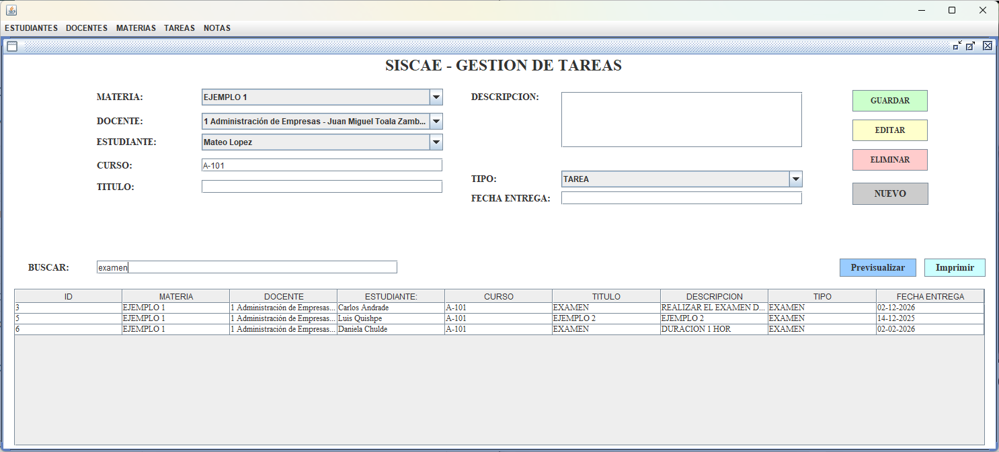 ESTUDIANTES DOCENTES MATERIAS TAREAS NOTAS
SISCAE - GESTION DE TAREAS
MATERIA: EJEMPLO 1
DOCENTE: 1 Administración de Empresas - Juan Miguel Toala Zamb...
ESTUDIANTE: Mateo Lopez
CURSO: A-101
TITULO:
DESCRIPCION:
TIPO: TAREA
FECHA ENTREGA:
GUARDAR
EDITAR
ELIMINAR
NUEVO
BUSCAR: examen
Previsualizar Imprimir
ID MATERIA DOCENTE ESTUDIANTE: CURSO TITULO DESCRIPCION TIPO FECHA ENTREGA
3 EJEMPLO 1 1 Administración de Empresas... Carlos Andrade A-101 EXAMEN REALIZAR EL EXAMEN D... EXAMEN 02-12-2026
5 EJEMPLO 1 1 Administración de Empresas... Luis Quishpe A-101 EJEMPLO 2 EJEMPLO 2 EXAMEN 14-12-2025
6 EJEMPLO 1 1 Administración de Empresas... Daniela Chulde A-101 EXAMEN DURACION 1 HOR EXAMEN 02-02-2026